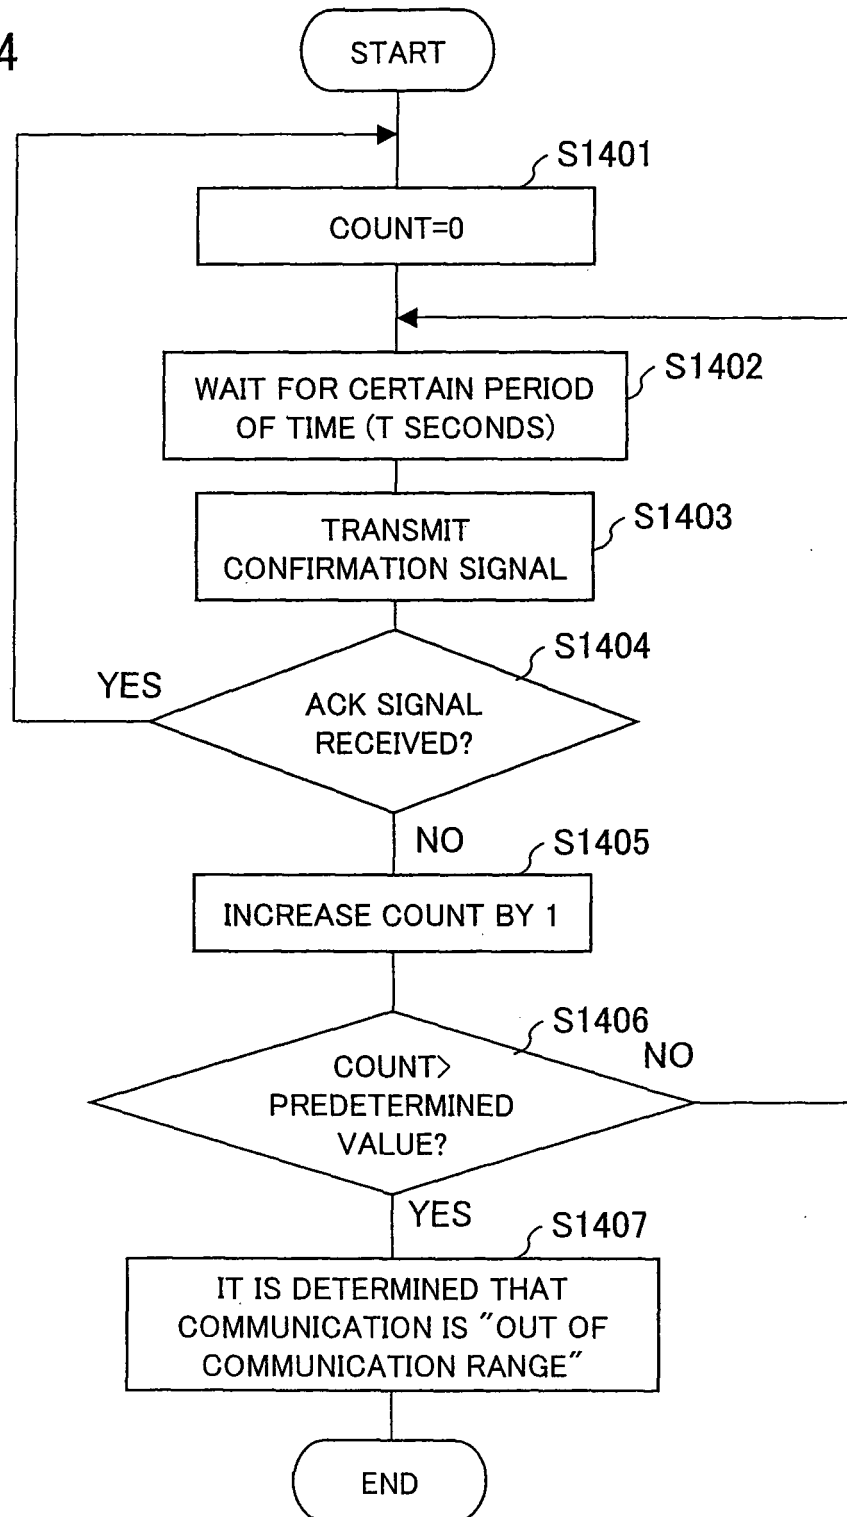 4
START
S1401
COUNT=0
S1402
WAIT FOR CERTAIN PERIOD
OF TIME (T SECONDS)
S1403
TRANSMIT
CONFIRMATION SIGNAL
S1404
YES
ACK SIGNAL
RECEIVED?
NO
S1405
INCREASE COUNT BY 1
S1406
NO
COUNT>
PREDETERMINED
VALUE?
YES
S1407
IT IS DETERMINED THAT
COMMUNICATION IS "OUT OF
COMMUNICATION RANGE"
END